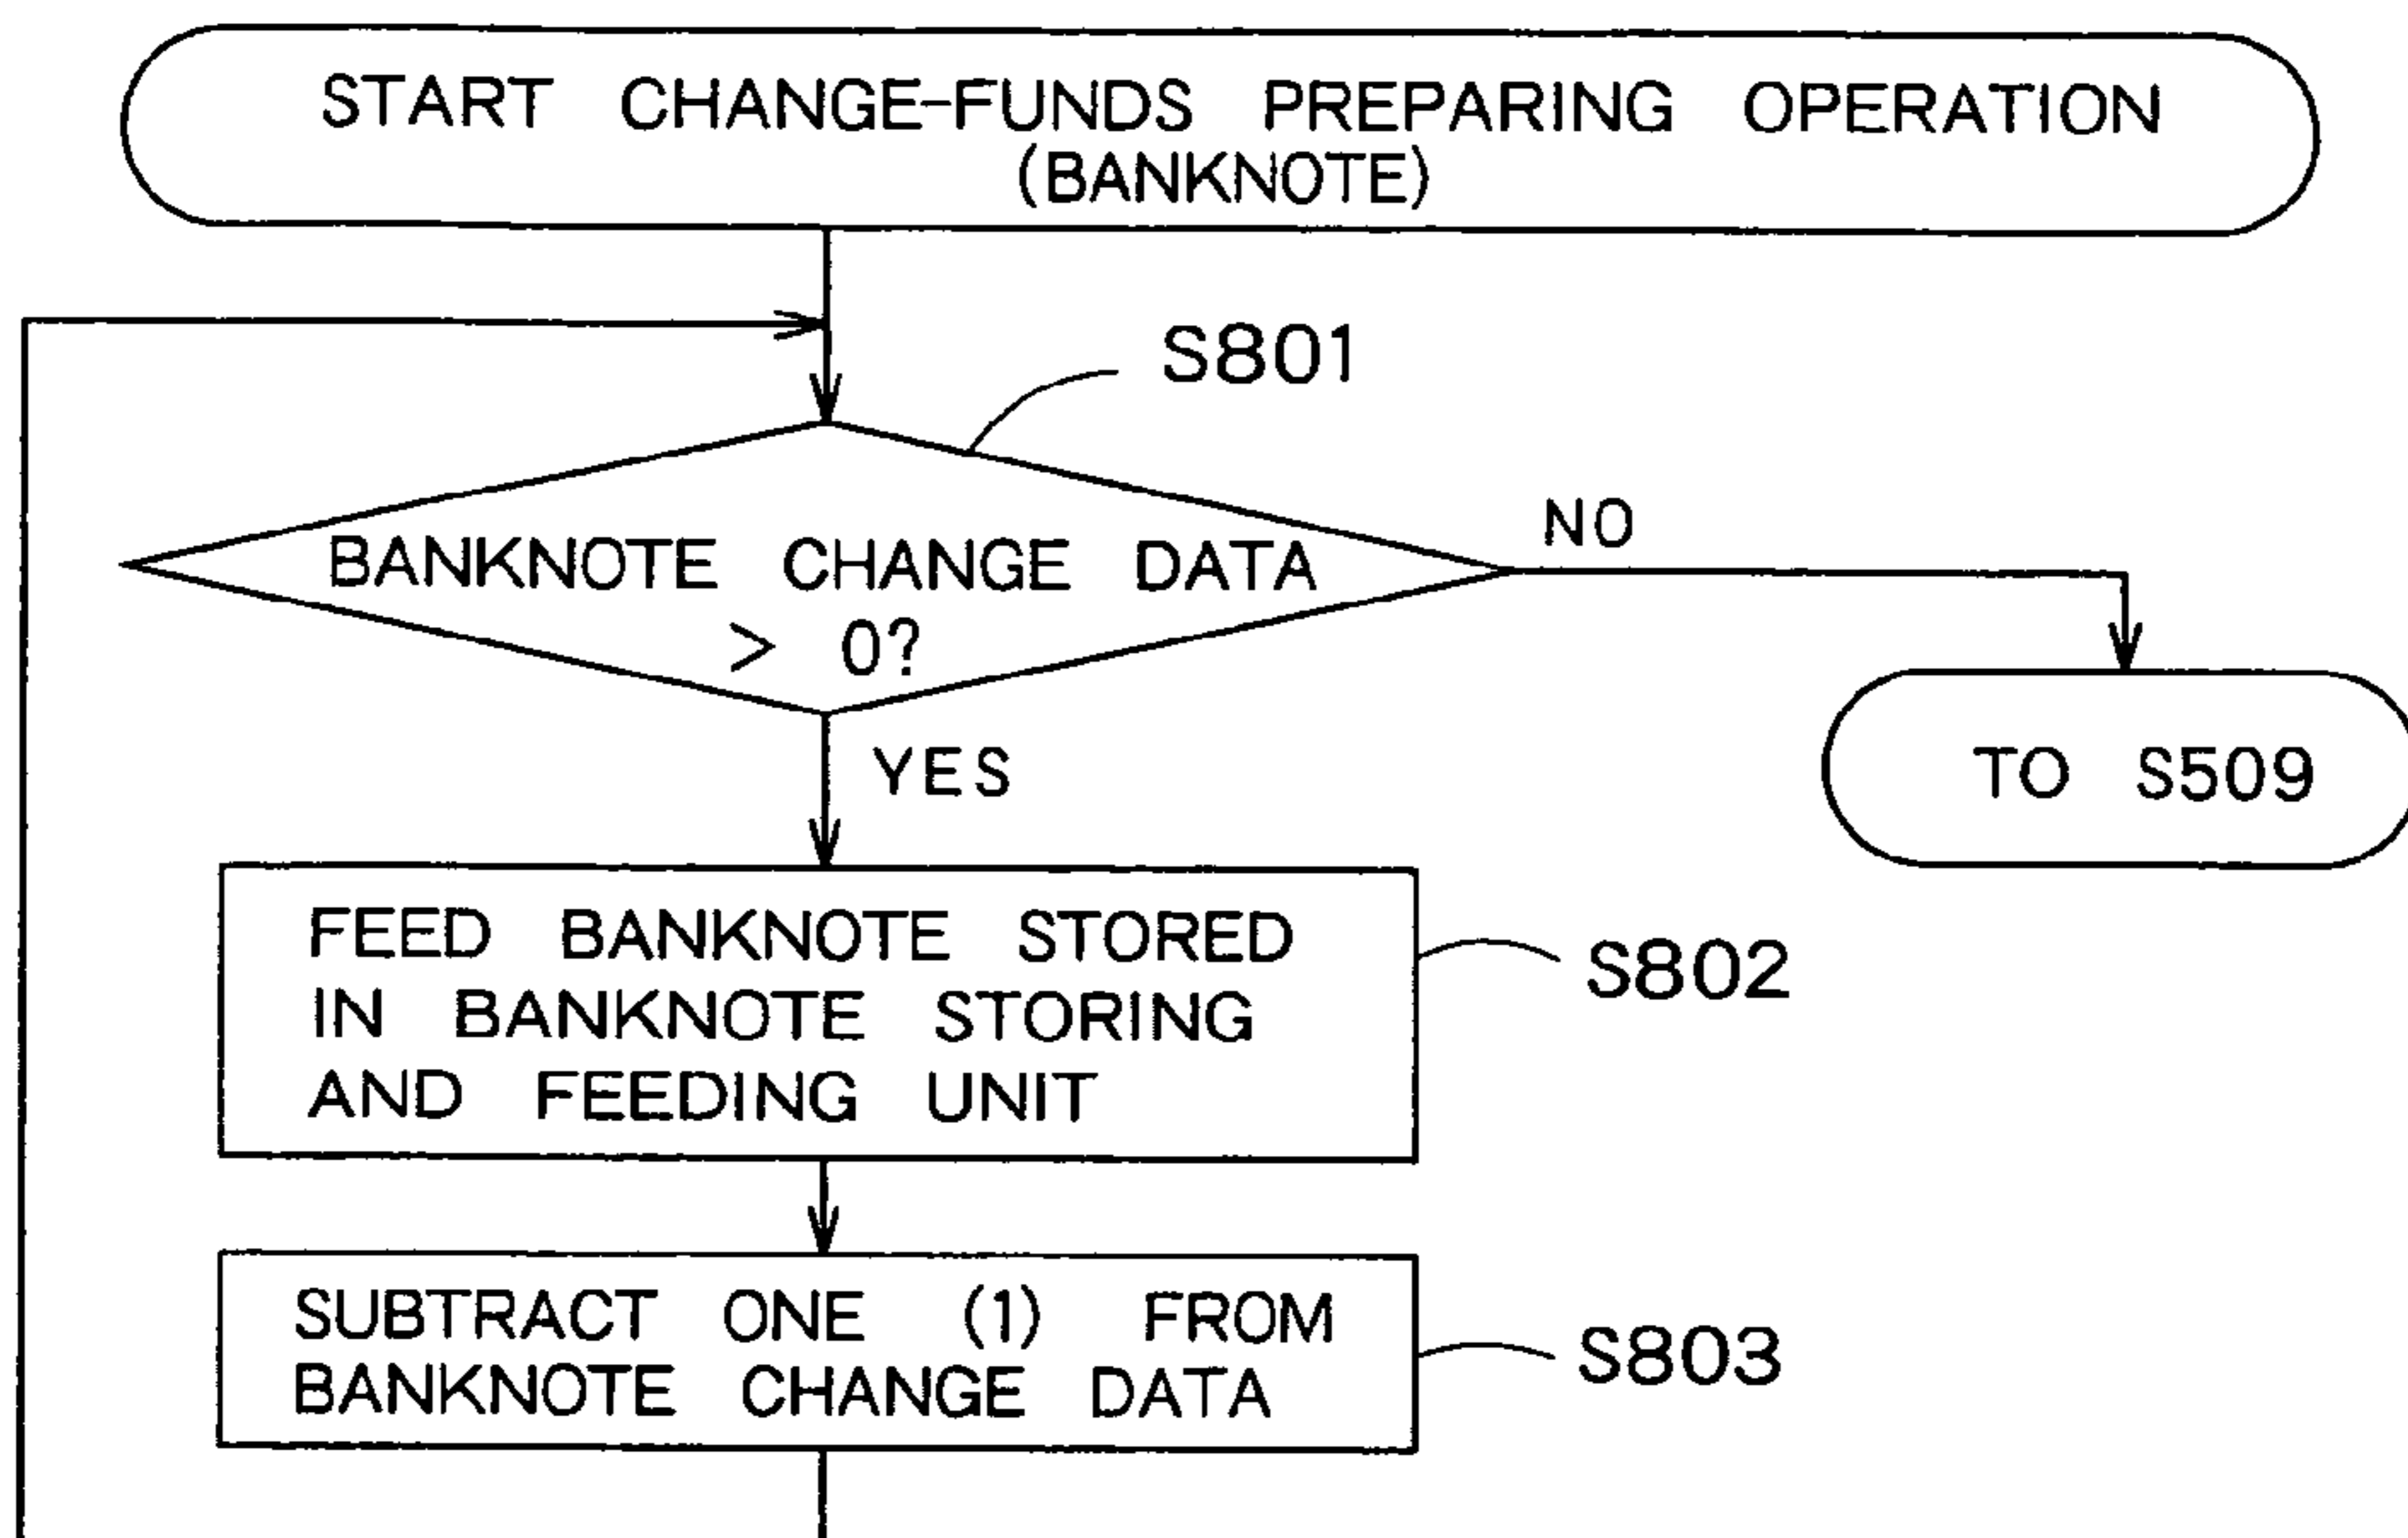 START CHANGE-FUNDS PREPARING OPERATION
(BANKNOTE)
S801
BANKNOTE CHANGE DATA
> 0?
NO
TO S509
YES
FEED BANKNOTE STORED
IN BANKNOTE STORING
AND FEEDING UNIT
S802
SUBTRACT ONE (1) FROM
BANKNOTE CHANGE DATA
S803